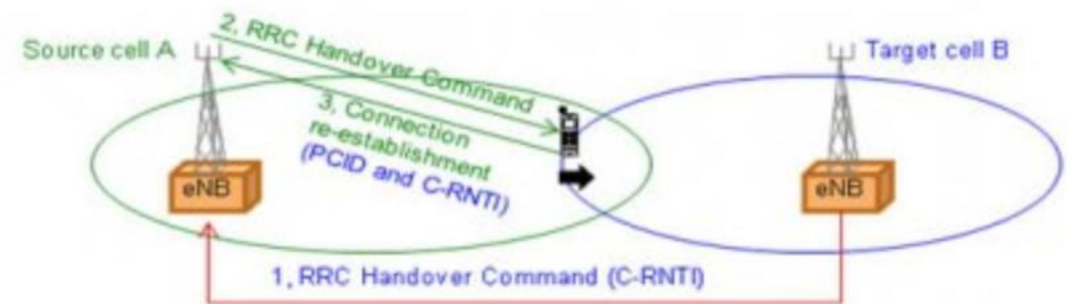 Source cell A
2, RRC Handover Command
Target cell B
3, Connection
re-establishment
(PCID and C-RNTI)
eNB
eNB
1, RRC Handover Command (C-RNTI)